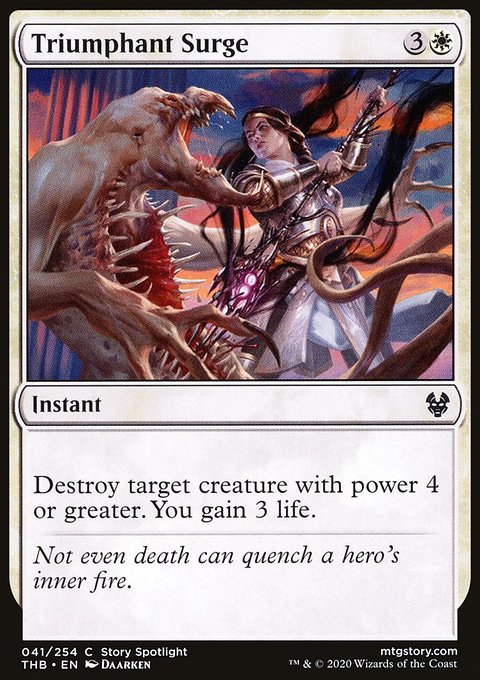 Triumphant Surge 3
Instant
Destroy target creature with power 4
or greater. You gain 3 life.
Not even death can quench a hero's
inner fire.
041/254 C Story Spotlight
THB • EN Daarken
mtgstory.com
™ & © 2020 Wizards of the Coast